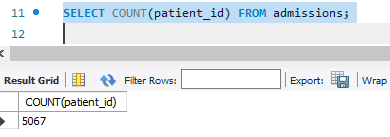 11 SELECT COUNT(patient_id) FROM admissions;
12
Result Grid Filter Rows: Export: Wrap
COUNT(patient_id)
5067